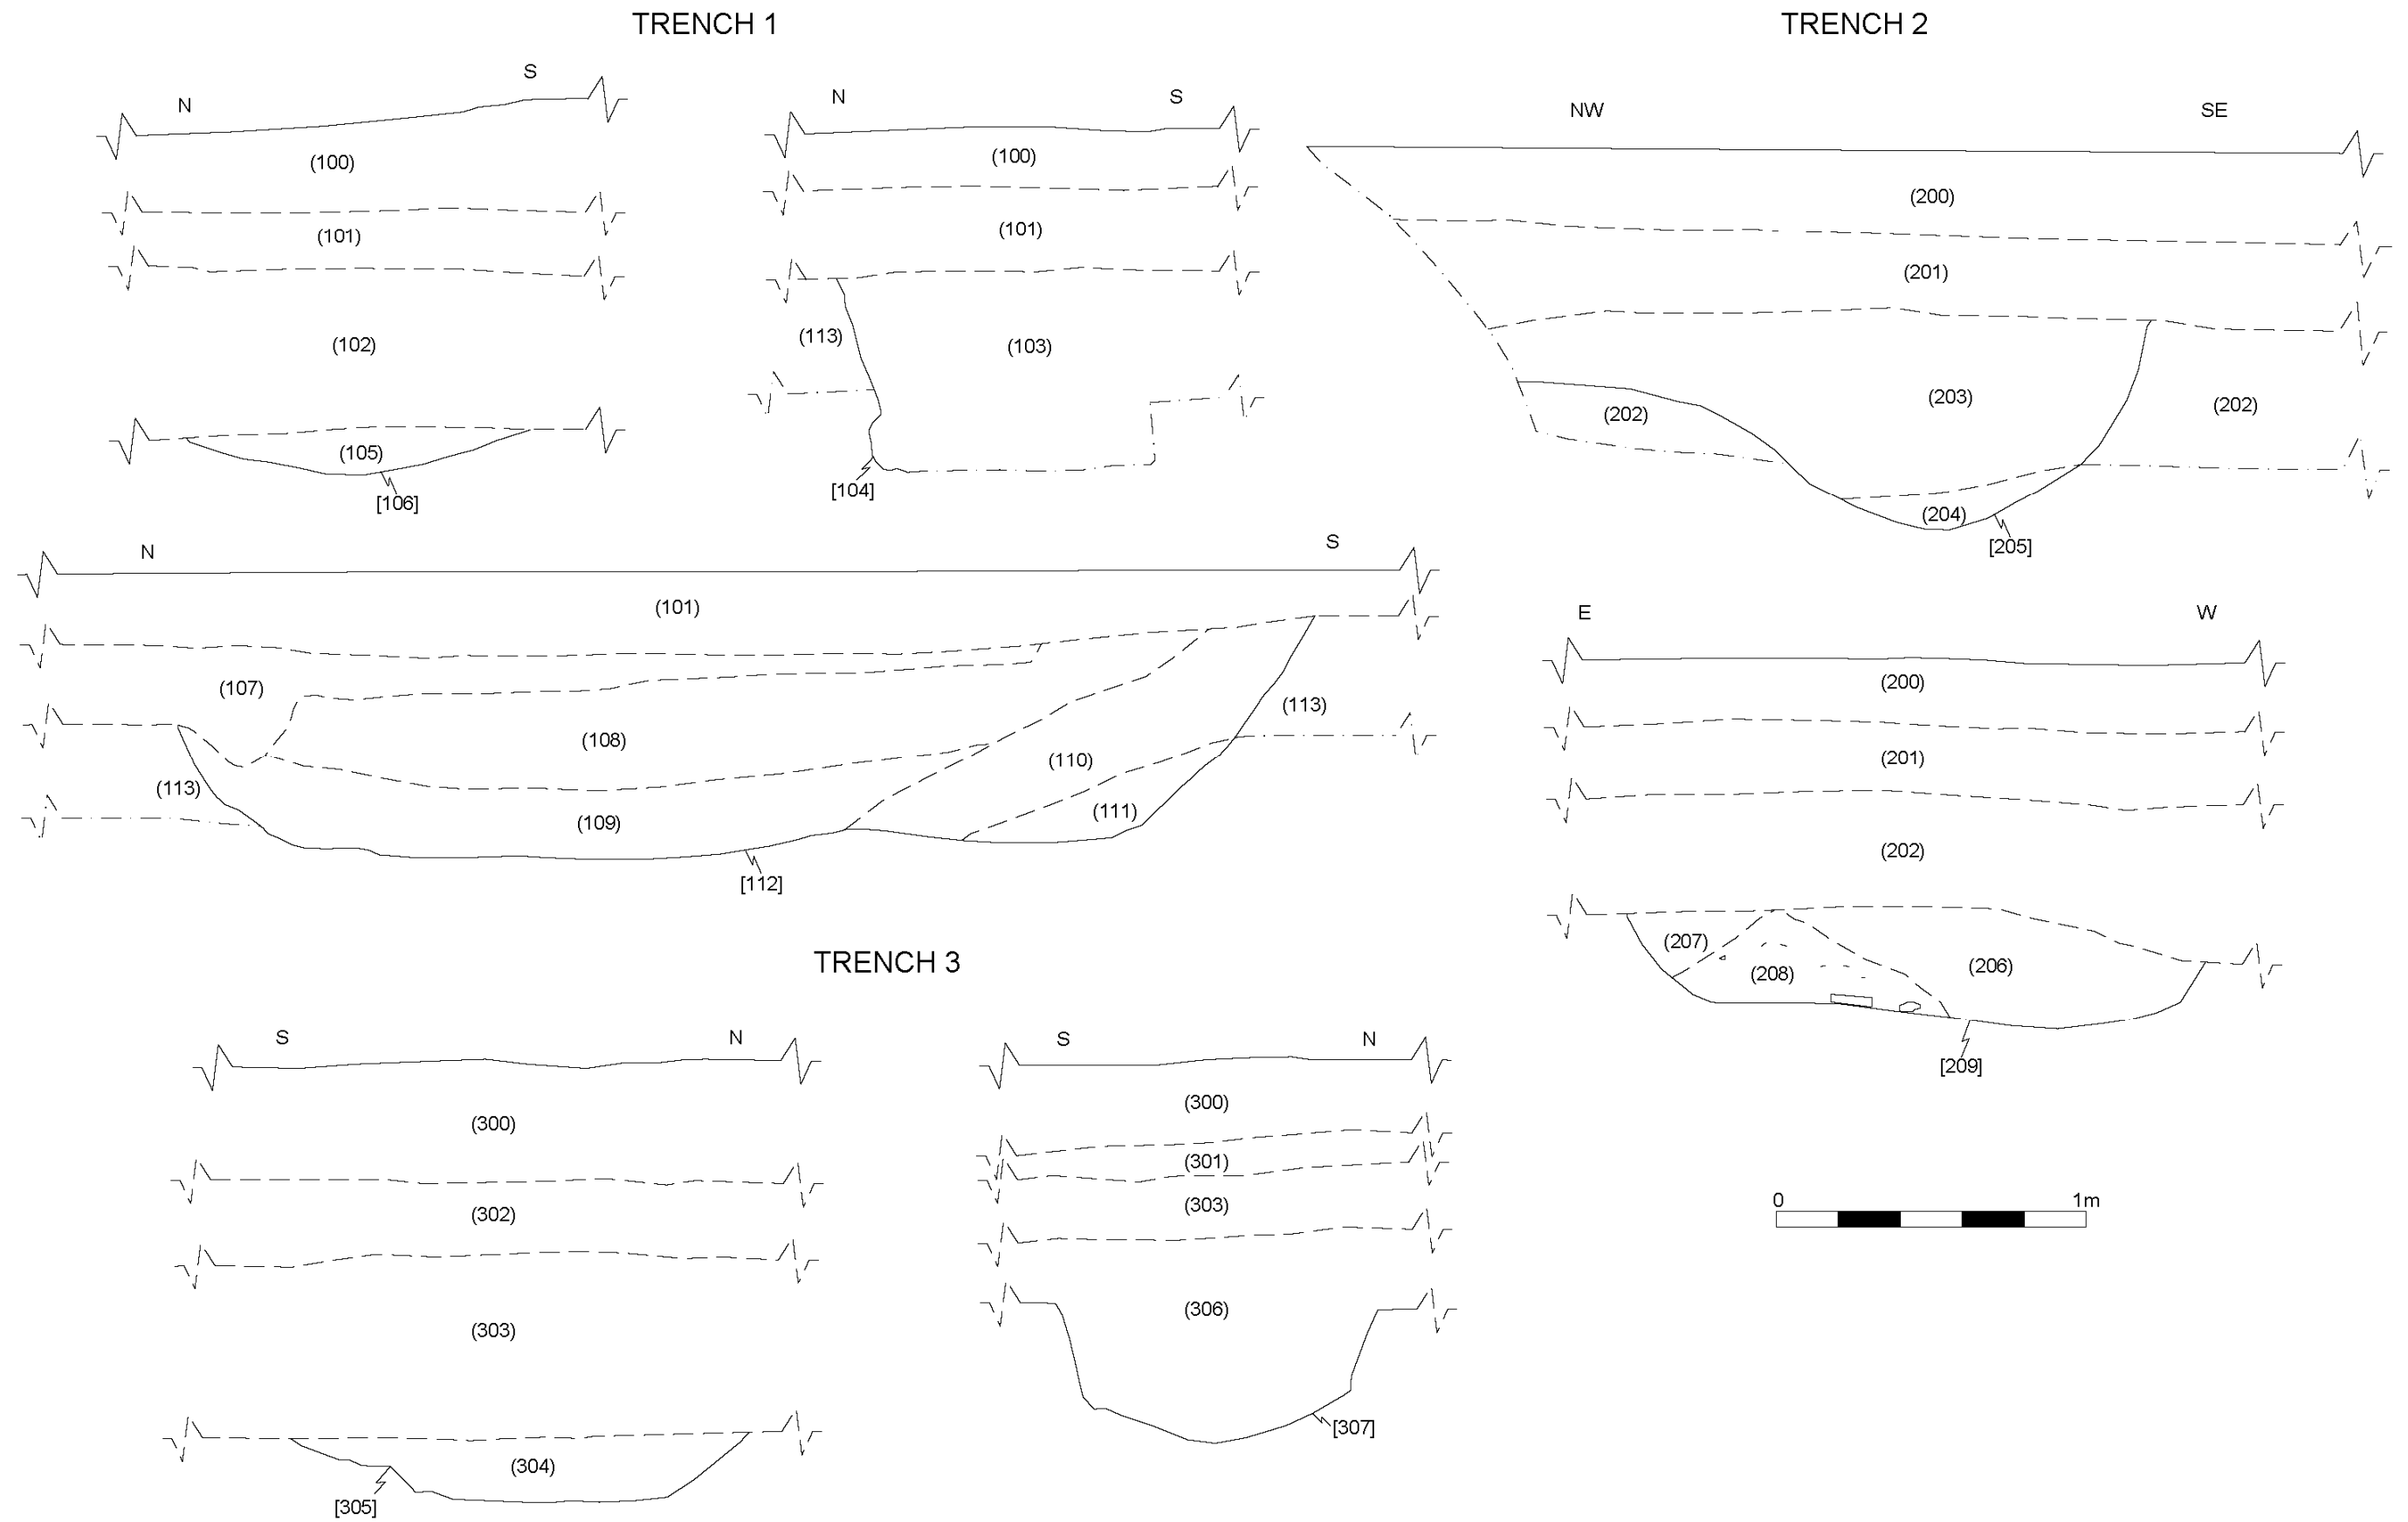 TRENCH 1
N S
(100)
(101)
(102)
(105)
[106]
N S
(100)
(101)
(113) (103)
[104]
N S
(101)
(107)
(108)
(113)
(110)
(113)
(109)
(111)
[112]
TRENCH 2
NW SE
(200)
(201)
(202) (203) (202)
(204)
[205]
E W
(200)
(201)
(202)
(207) (208) (206)
[209]
TRENCH 3
S N
(300)
(302)
(303)
(304)
[305]
S N
(300)
(301)
(303)
(306)
[307]
0 1m